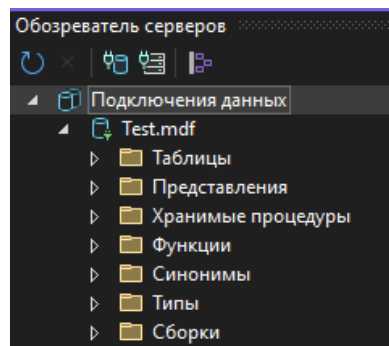 Обозреватель серверов
Подключения данных
Test.mdf
Таблицы
Представления
Хранимые процедуры
Функции
Синонимы
Типы
Сборки